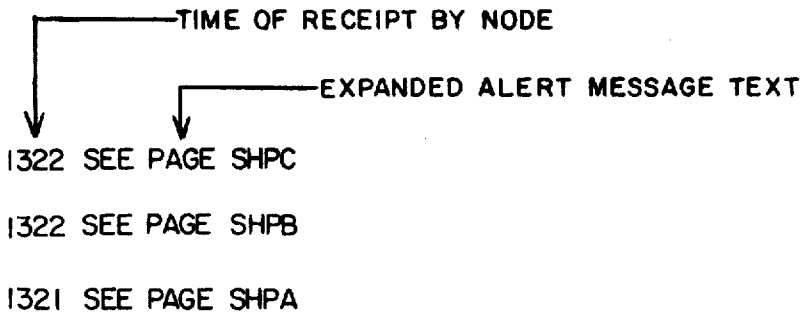 TIME OF RECEIPT BY NODE
EXPANDED ALERT MESSAGE TEXT
1322 SEE PAGE SHPC
1322 SEE PAGE SHPB
1321 SEE PAGE SHPA